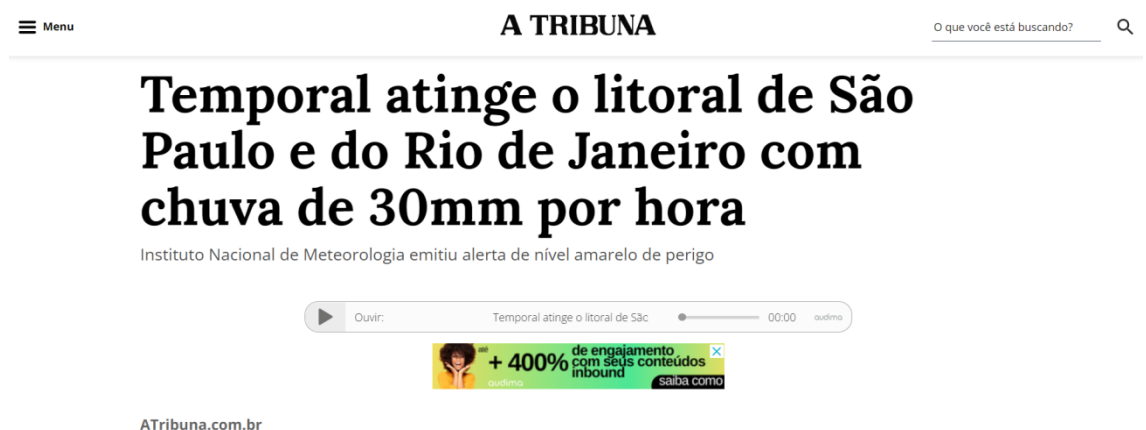 Menu
A TRIBUNA
O que você está buscando?
Temporal atinge o litoral de São
Paulo e do Rio de Janeiro com
chuva de 30mm por hora
Instituto Nacional de Meteorologia emitiu alerta de nível amarelo de perigo
Ouvir:
Temporal atinge o litoral de Sãc
00:00
audima
até
+ 400%
de engajamento
com seus conteúdos
inbound
audima
saiba como
ATribuna.com.br